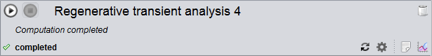 Regenerative transient analysis 4
Computation completed
completed